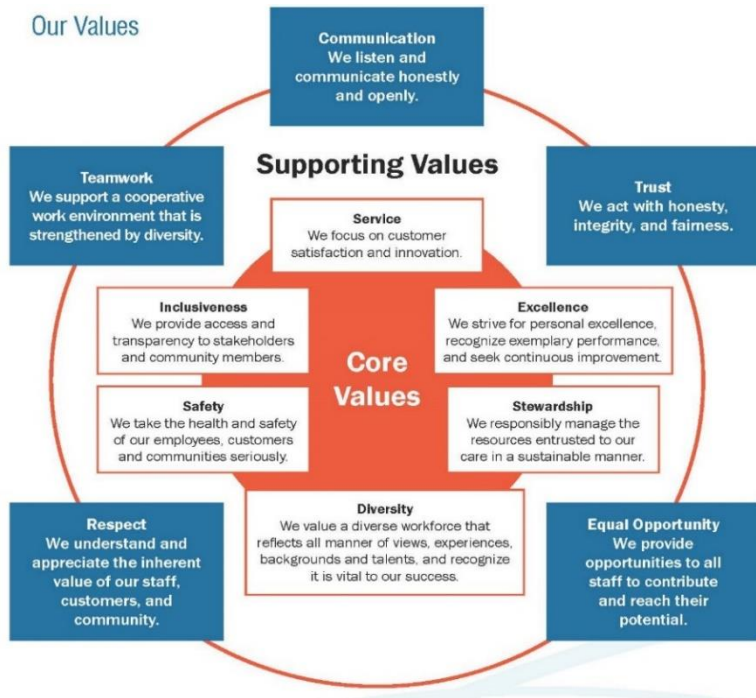 Our Values
Communication
We listen and
communicate honestly
and openly.
Teamwork
We support a cooperative
work environment that is
strengthened by diversity.
Supporting Values
Trust
We act with honesty,
integrity, and fairness.
Service
We focus on customer
satisfaction and innovation.
Inclusiveness
We provide access and
transparency to stakeholders
and community members.
Excellence
We strive for personal excellence,
recognize exemplary performance,
and seek continuous improvement.
Core
Values
Safety
We take the health and safety
of our employees, customers
and communities seriously.
Stewardship
We responsibly manage the
resources entrusted to our
care in a sustainable manner.
Diversity
We value a diverse workforce that
reflects all manner of views, experiences,
backgrounds and talents, and recognize
it is vital to our success.
Respect
We understand and
appreciate the inherent
value of our staff,
customers, and
community.
Equal Opportunity
We provide
opportunities to all
staff to contribute
and reach their
potential.